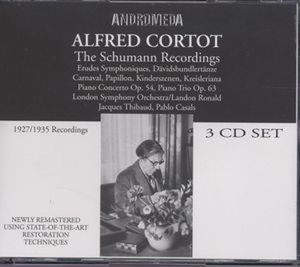 ANDROMEDA
ALFRED CORTOT
The Schumann Recordings
Etudes Symphoniques, Davidsbundlertänze
Carnaval, Papillon, Kinderstenen, Kreisleriana
Piano Concerto Op. 54, Piano Trio Op. 63
London Symphony Orchestra/Landon Ronald
Jacques Thibaud, Pablo Casals
1927/1935 Recordings
3 CD SET
NEWLY REMASTERED
USING STATE-OF-THE-ART
RESTORATION
TECHNIQUES